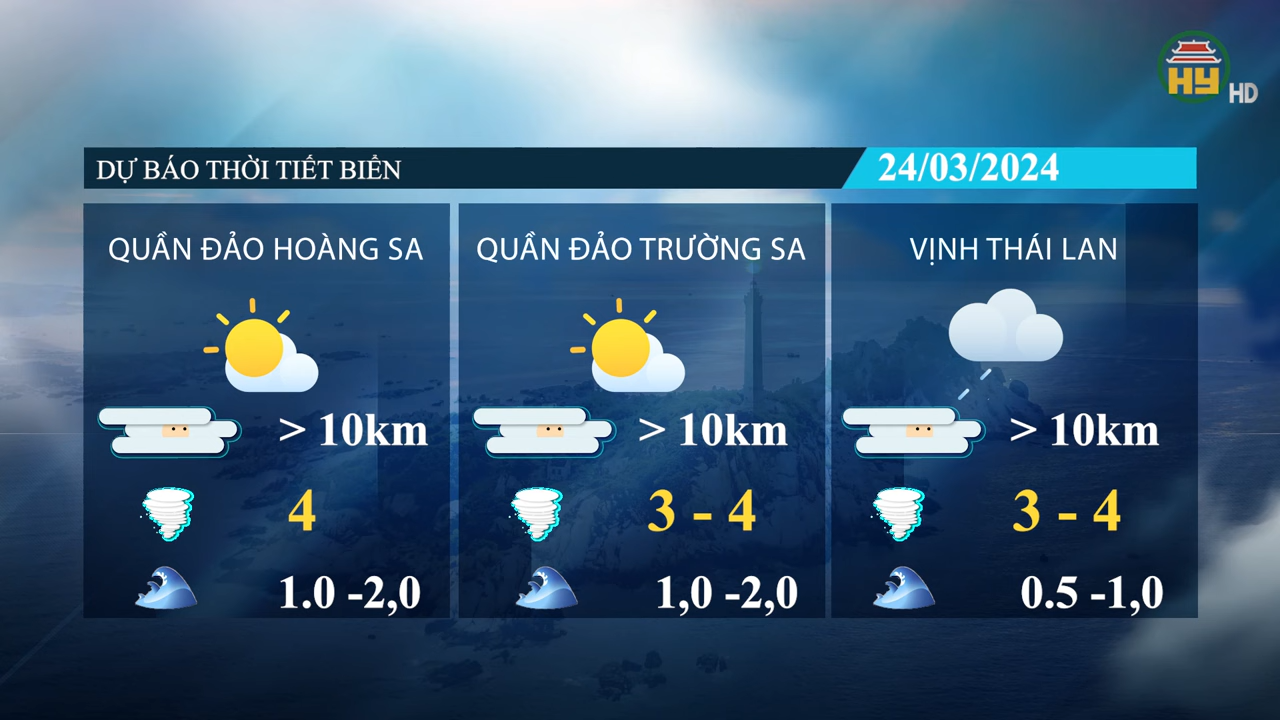 HY HD
DỰ BÁO THỜI TIẾT BIỂN
24/03/2024
QUẦN ĐẢO HOÀNG SA
> 10km
4
1.0 -2,0
QUẦN ĐẢO TRƯỜNG SA
> 10km
3 - 4
1,0 -2,0
VỊNH THÁI LAN
> 10km
3 - 4
0.5 -1,0